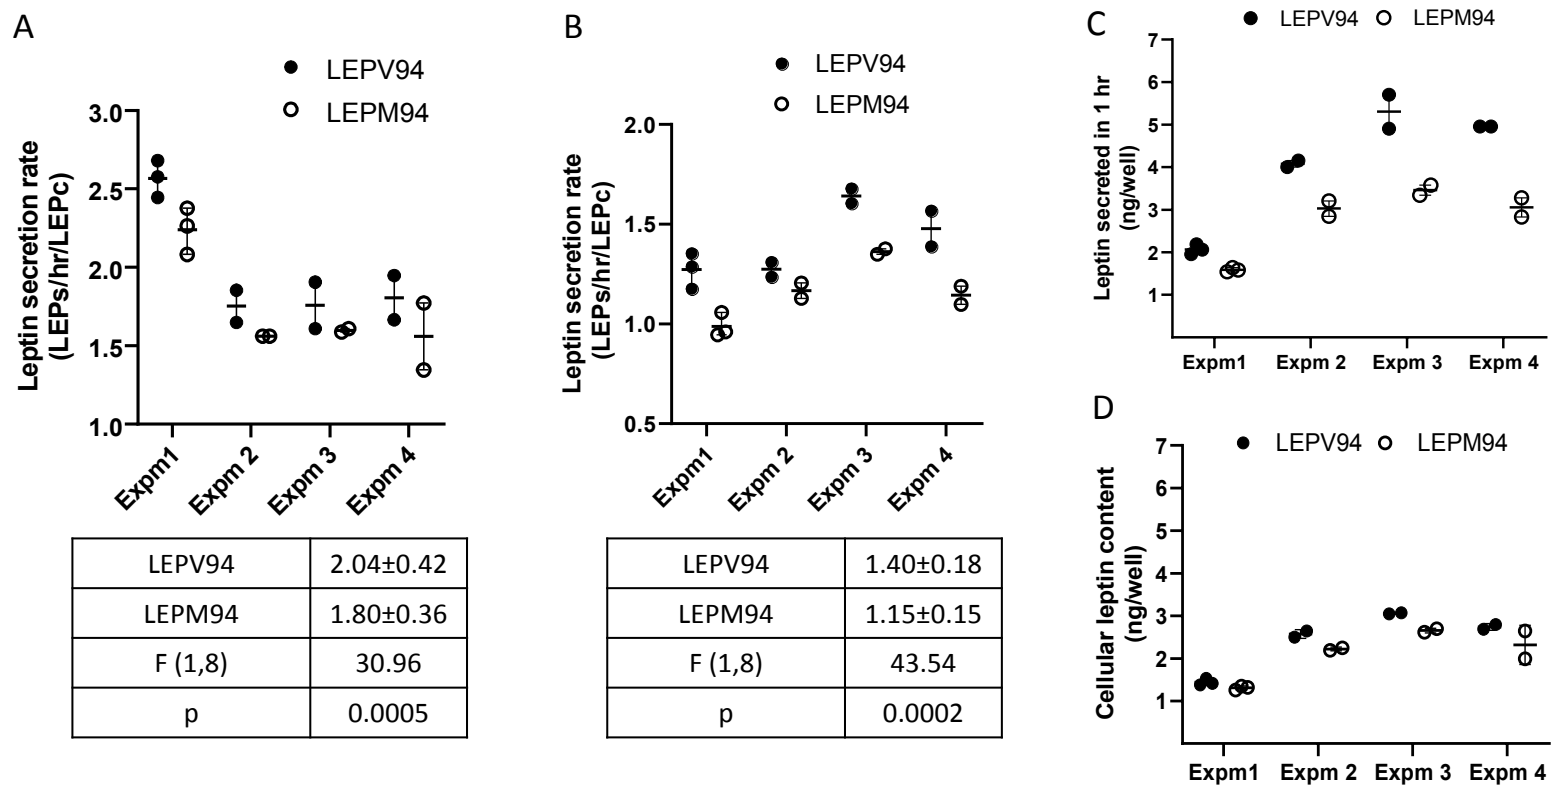 A
LEPV94
LEPM94
Leptin secretion rate
(LEPs/hr/LEPc)
3.0
2.5
2.0
1.5
1.0
Expm1
Expm 2
Expm 3
Expm 4
LEPV94 2.04±0.42
LEPM94 1.80±0.36
F (1,8) 30.96
p 0.0005
B
LEPV94
LEPM94
Leptin secretion rate
(LEPs/hr/LEPc)
2.0
1.5
1.0
0.5
Expm1
Expm 2
Expm 3
Expm 4
LEPV94 1.40±0.18
LEPM94 1.15±0.15
F (1,8) 43.54
p 0.0002
C
LEPV94 LEPM94
Leptin secreted in 1 hr
(ng/well)
7
6
5
4
3
2
1
Expm1 Expm 2 Expm 3 Expm 4
D
LEPV94 LEPM94
Cellular leptin content
(ng/well)
7
6
5
4
3
2
1
Expm1 Expm 2 Expm 3 Expm 4